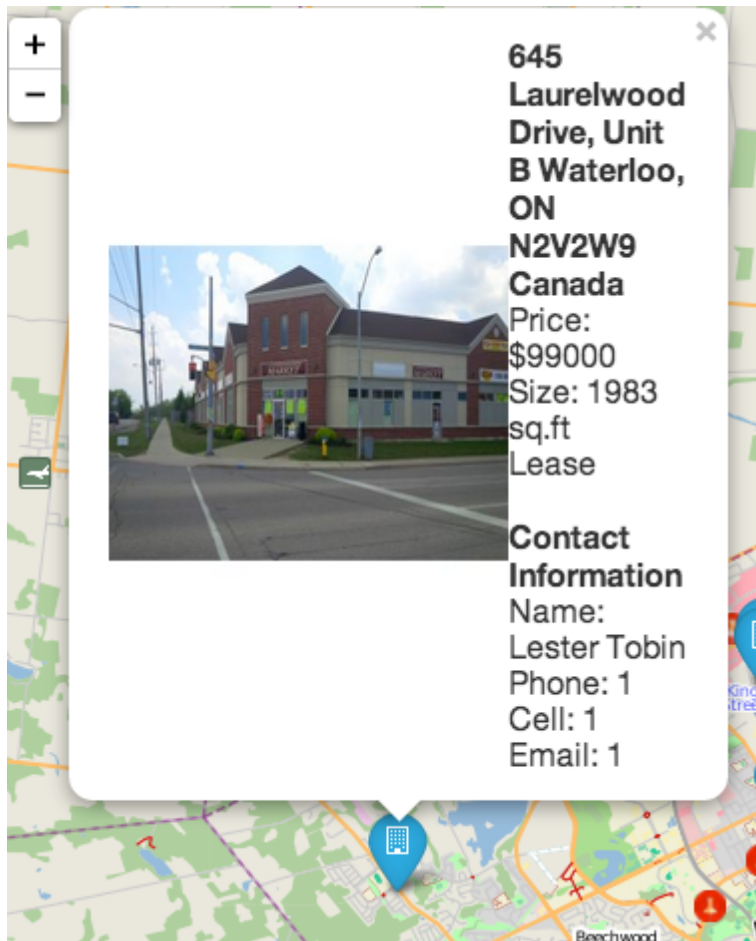 +
−
×
645
Laurelwood
Drive, Unit
B Waterloo,
ON
N2V2W9
Canada
Price:
$99000
Size: 1983
sq.ft
Lease
Contact
Information
Name:
Lester Tobin
Phone: 1
Cell: 1
Email: 1
MARKET
Beechwood